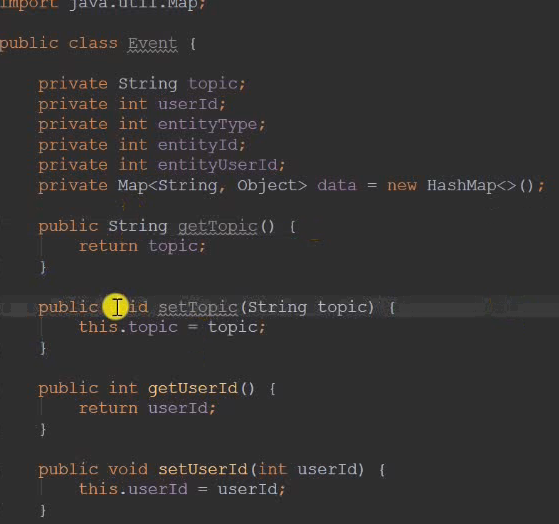 import java.util.Map;
public class Event {
private String topic;
private int userId;
private int entityType;
private int entityId;
private int entityUserId;
private Map<String, Object> data = new HashMap<>();
public String getTopic() {
return topic;
}
public void setTopic(String topic) {
this.topic = topic;
}
public int getUserId() {
return userId;
}
public void setUserId(int userId) {
this.userId = userId;
}